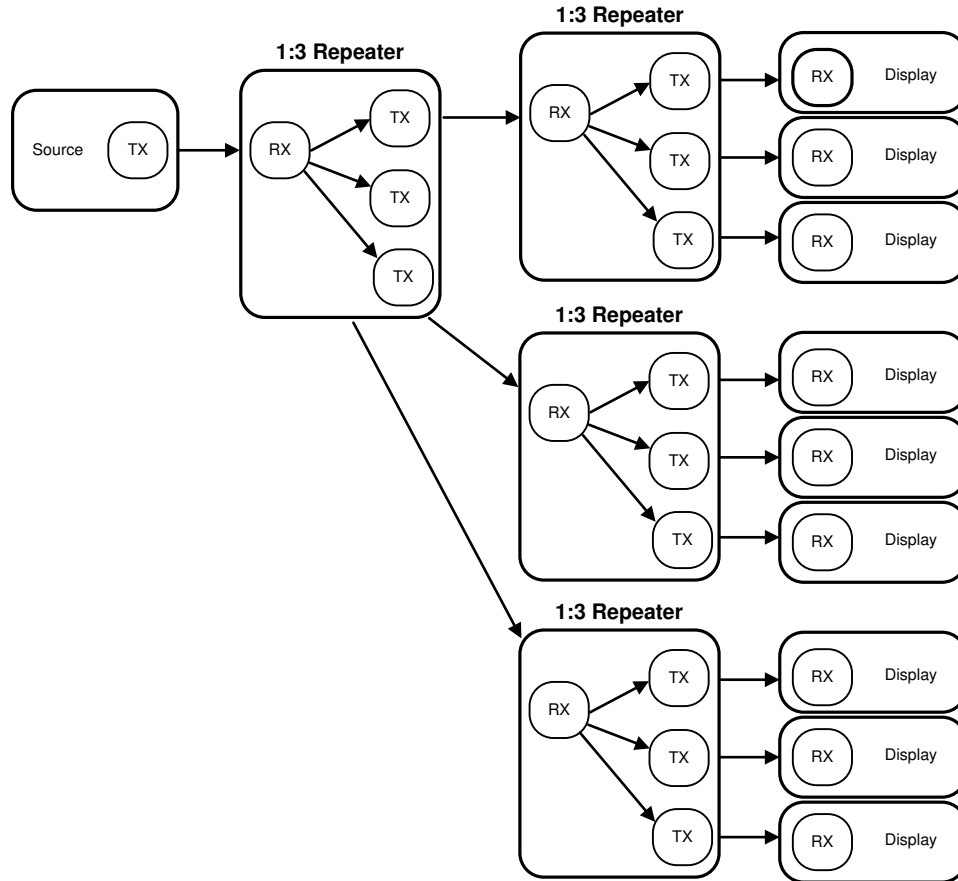 1:3 Repeater
Source
TX
RX
TX
TX
TX
1:3 Repeater
RX
TX
TX
TX
RX
Display
RX
Display
RX
Display
1:3 Repeater
RX
TX
TX
TX
RX
Display
RX
Display
RX
Display
1:3 Repeater
RX
TX
TX
TX
RX
Display
RX
Display
RX
Display